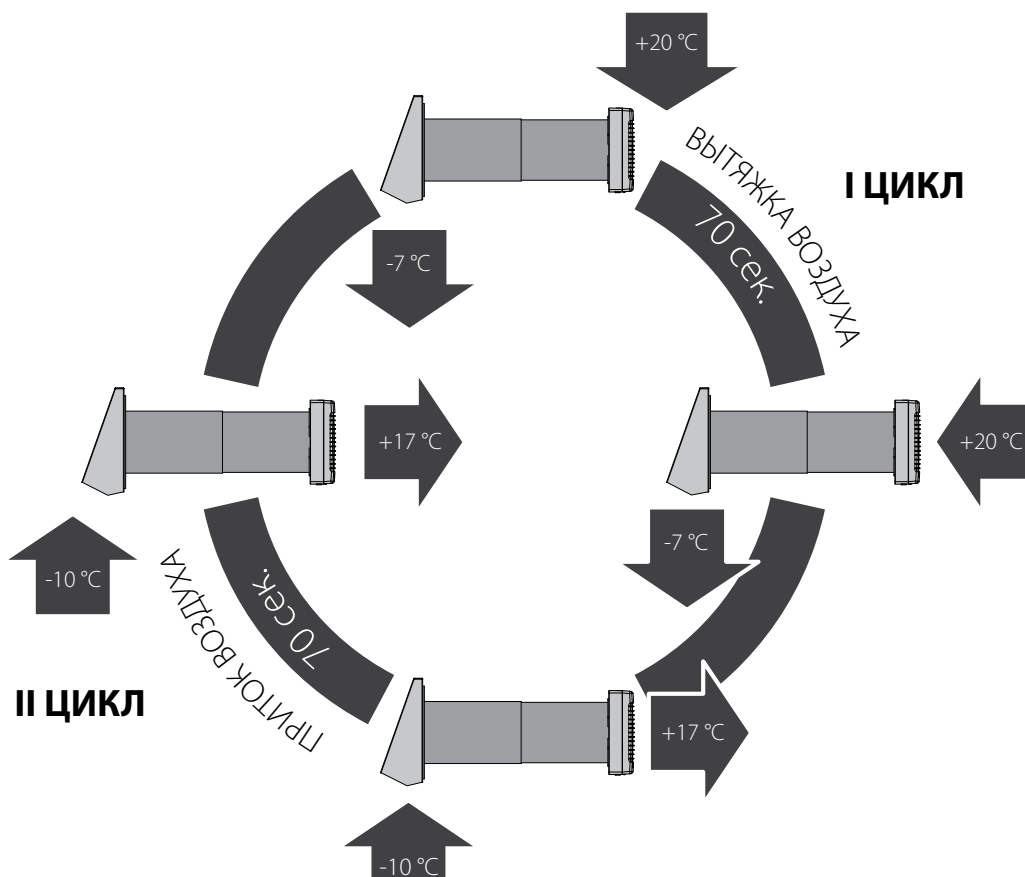 +20 °C
ВЫТЯЖКА ВОЗДУХА
I ЦИКЛ
70 сек.
-7 °C
+17 °C
+20 °C
-7 °C
-10 °C
70 сек.
ПРИТОК ВОЗДУХА
II ЦИКЛ
+17 °C
-10 °C